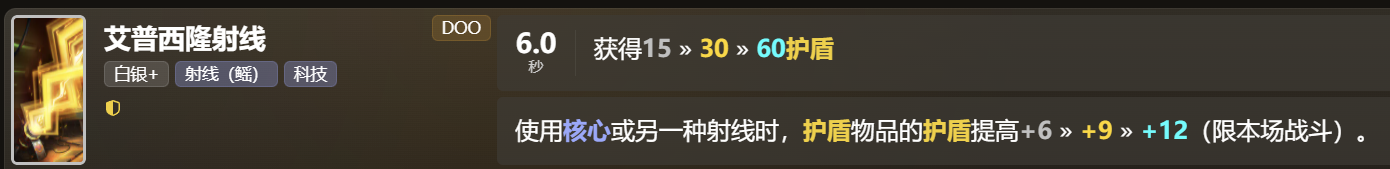 艾普西隆射线
DOO
白银+ 射线（鳐） 科技
6.0
秒
获得15 » 30 » 60护盾
使用核心或另一种射线时，护盾物品的护盾提高+6 » +9 » +12（限本场战斗）。